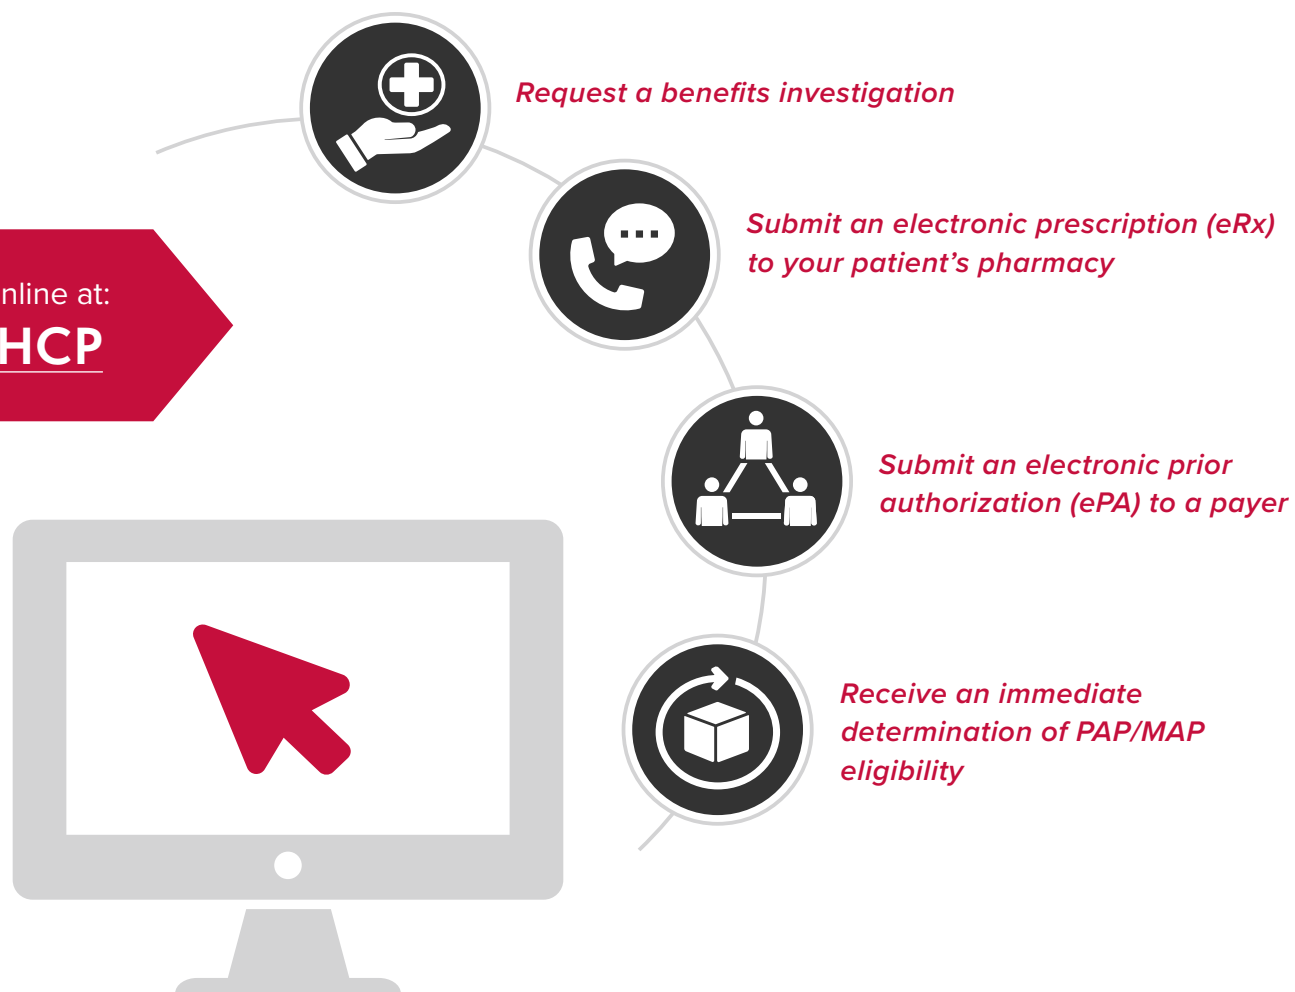 Request a benefits investigation
Submit an electronic prescription (eRx)
to your patient’s pharmacy
nline at:
HCP
Submit an electronic prior
authorization (ePA) to a payer
Receive an immediate
determination of PAP/MAP
eligibility